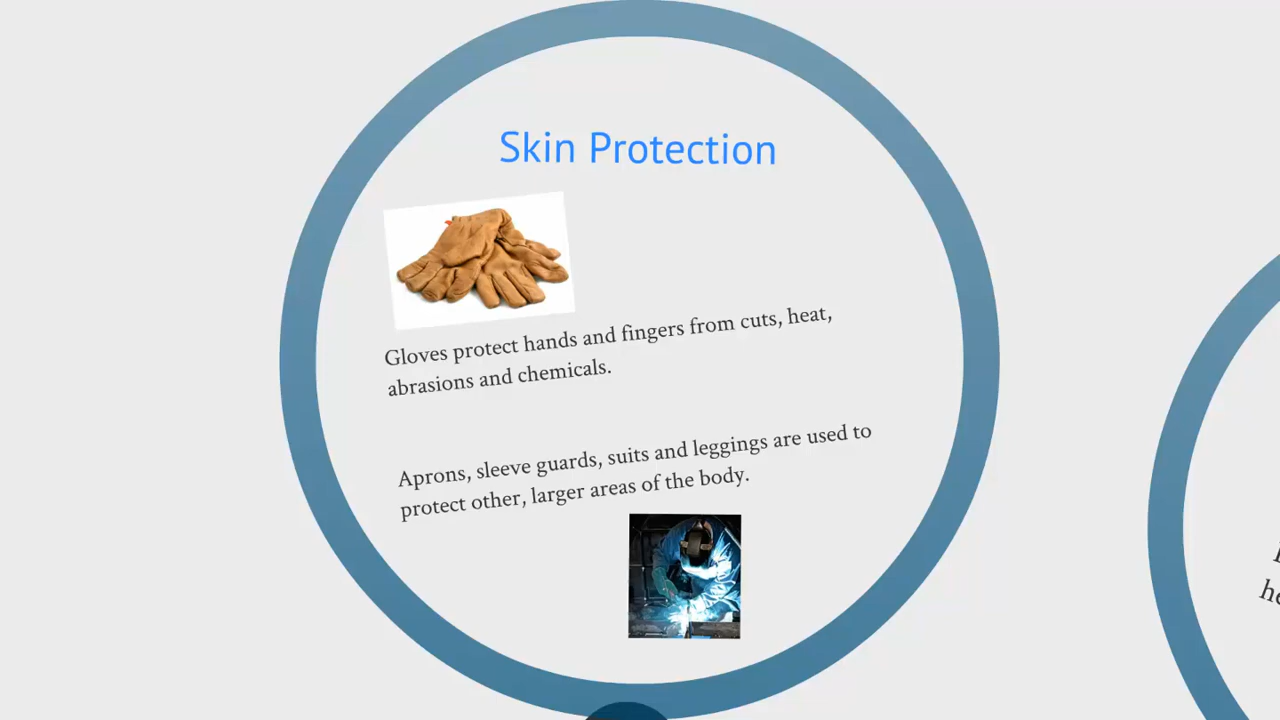 Skin Protection
Gloves protect hands and fingers from cuts, heat,
abrasions and chemicals.
Aprons, sleeve guards, suits and leggings are used to
protect other, larger areas of the body.